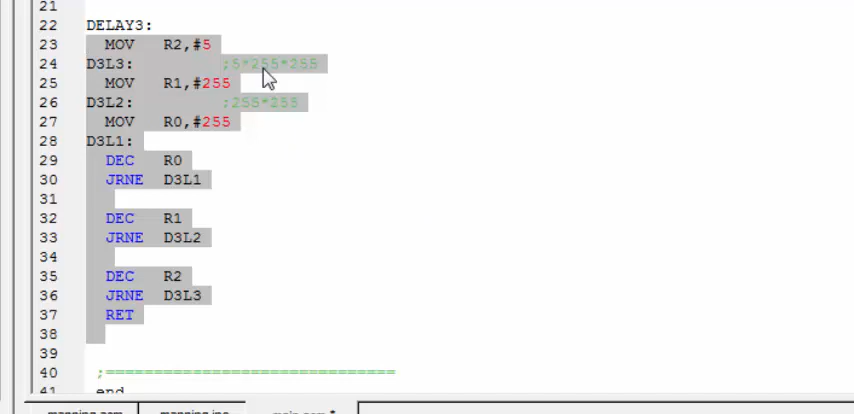 21
22 DELAY3:
23 MOV R2,#5
24 D3L3: ;5*255*255
25 MOV R1,#255
26 D3L2: ;255*255
27 MOV R0,#255
28 D3L1:
29 DEC R0
30 JRNE D3L1
31
32 DEC R1
33 JRNE D3L2
34
35 DEC R2
36 JRNE D3L3
37 RET
38
39
40 ;==============================
41 end